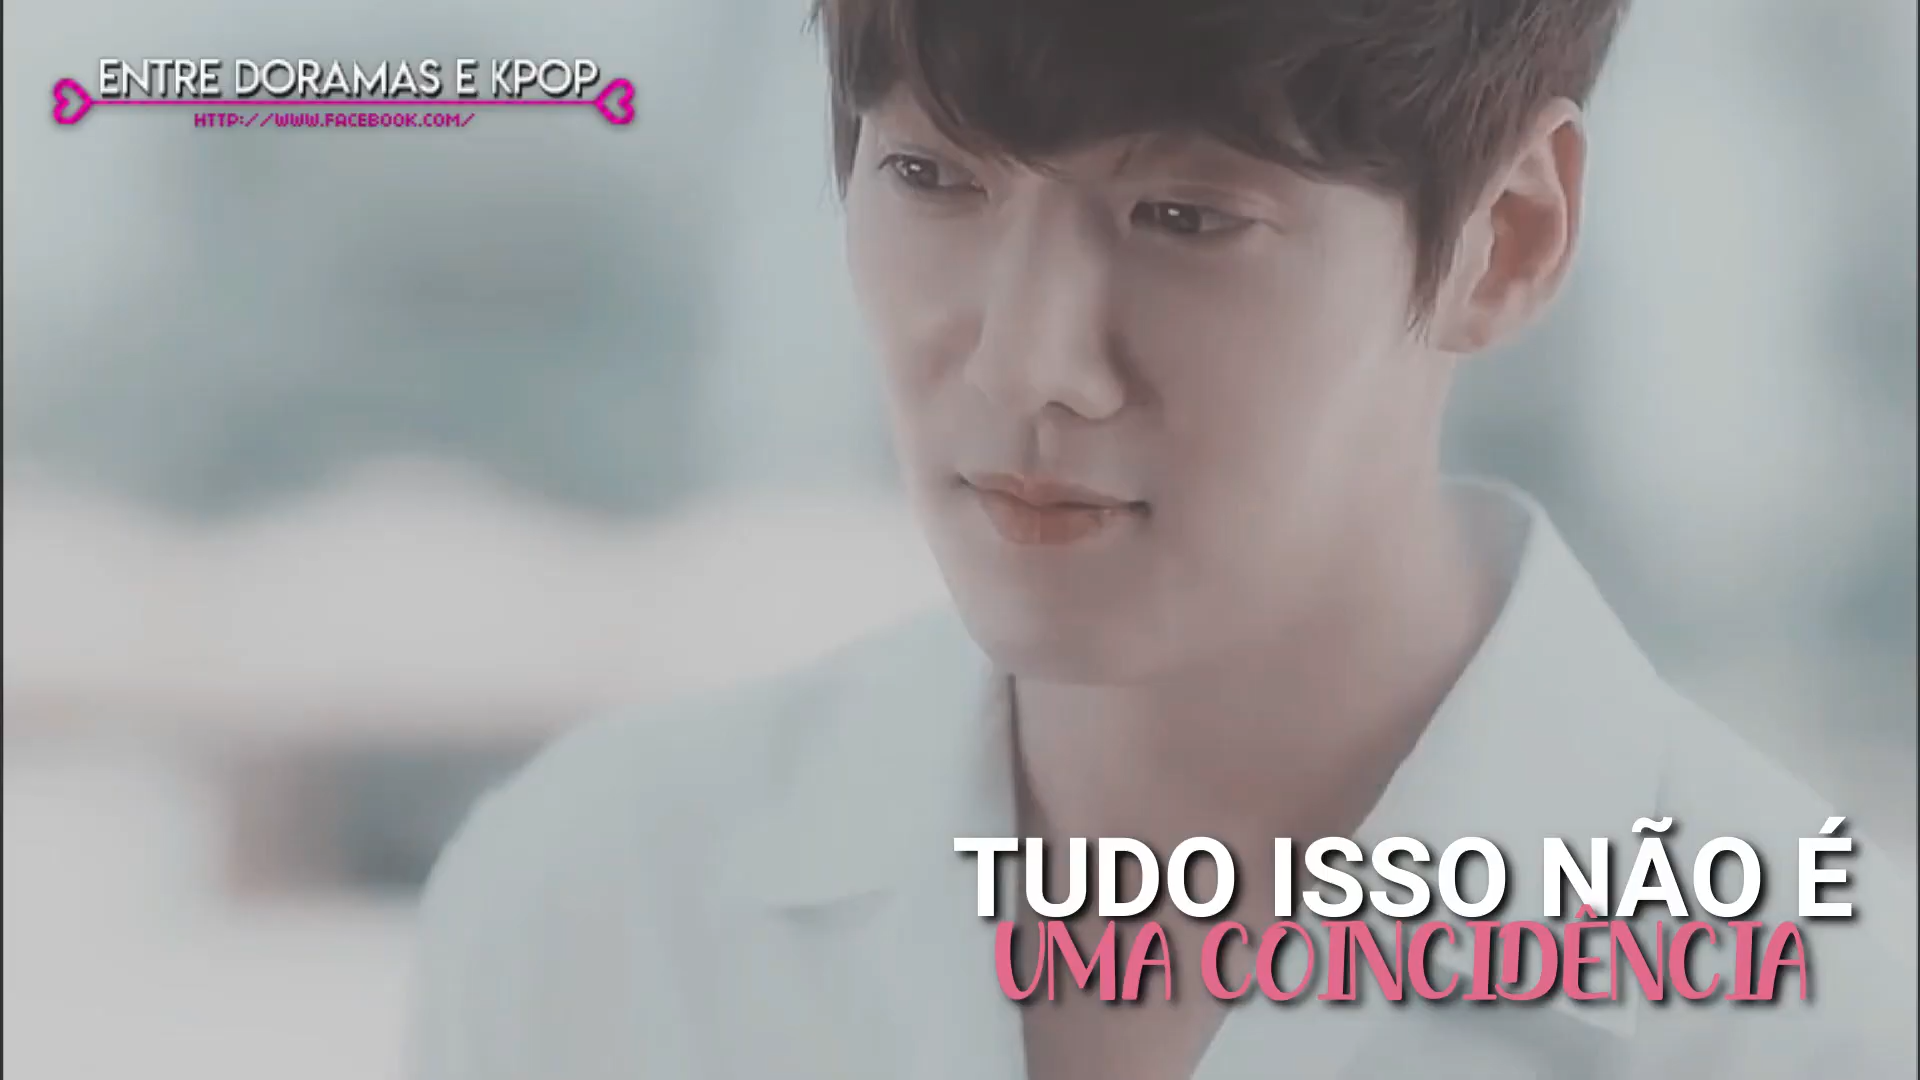 ENTRE DORAMAS E KPOP
HTTP://WWW.FACEBOOK.COM/
TUDO ISSO NÃO É
UMA COINCIDÊNCIA